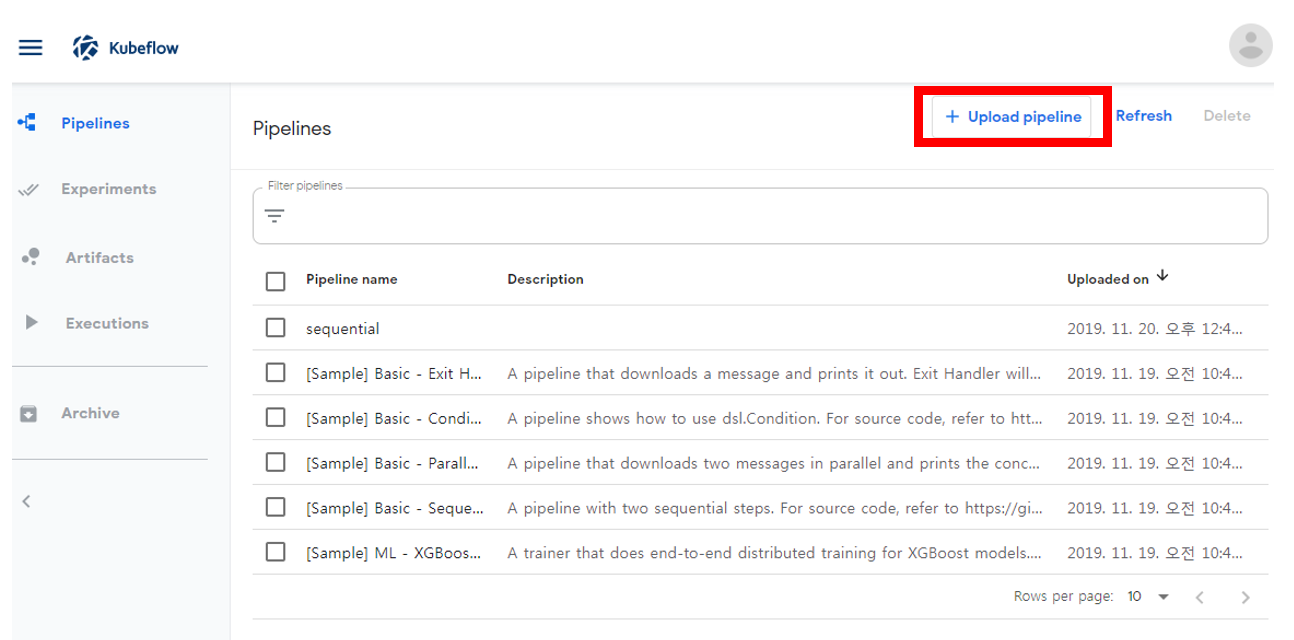 Kubeflow
Pipelines
Experiments
Artifacts
Executions
Archive
Pipelines
+ Upload pipeline Refresh Delete
Filter pipelines
Pipeline name Description Uploaded on
sequential 2019. 11. 20. 오후 12:4...
[Sample] Basic - Exit H... A pipeline that downloads a message and prints it out. Exit Handler will... 2019. 11. 19. 오전 10:4...
[Sample] Basic - Condi... A pipeline shows how to use dsl.Condition. For source code, refer to htt... 2019. 11. 19. 오전 10:4...
[Sample] Basic - Parall... A pipeline that downloads two messages in parallel and prints the conc... 2019. 11. 19. 오전 10:4...
[Sample] Basic - Seque... A pipeline with two sequential steps. For source code, refer to https://gi... 2019. 11. 19. 오전 10:4...
[Sample] ML - XGBoos... A trainer that does end-to-end distributed training for XGBoost models.... 2019. 11. 19. 오전 10:4...
Rows per page: 10